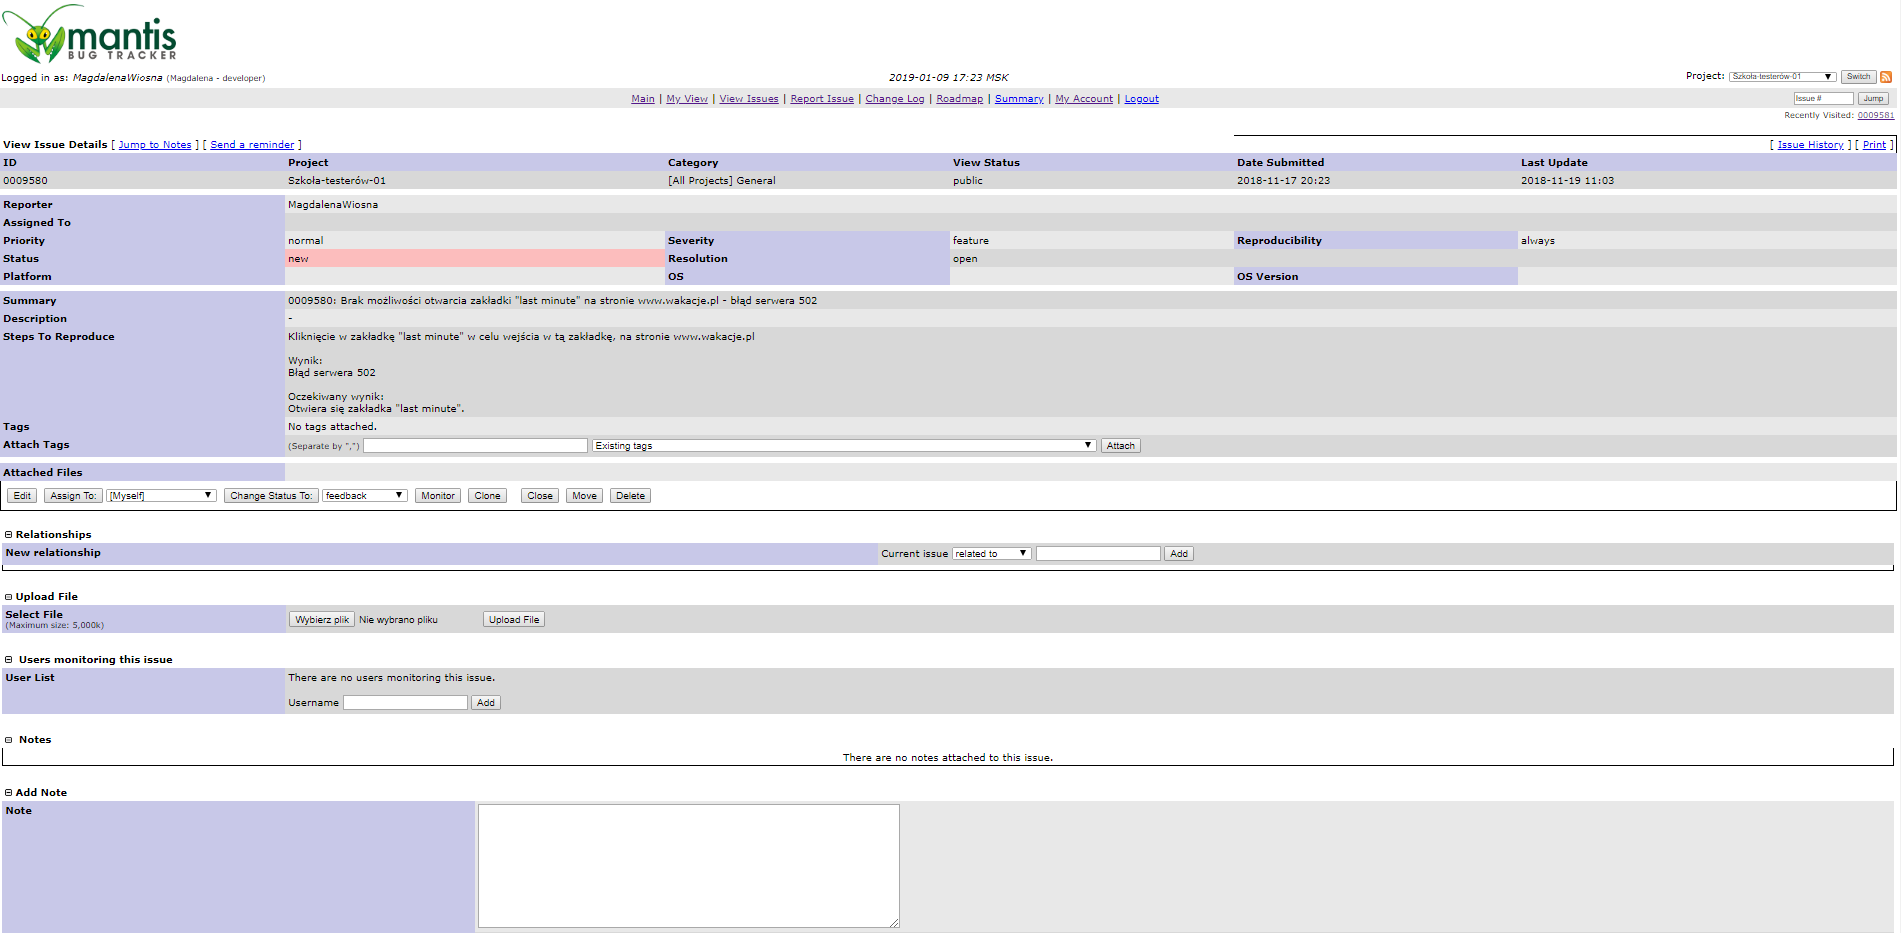 mantis
BUG TRACKER
Logged in as: MagdalenaWiosna (Magdalena - developer)
2019-01-09 17:23 MSK
Project: Szkoła-testerów-01 Switch
Main | My View | View Issues | Report Issue | Change Log | Roadmap | Summary | My Account | Logout
Issue # Jump
Recently Visited: 0009581
View Issue Details [ Jump to Notes ] [ Send a reminder ]
[ Issue History ] [ Print ]
ID Project Category View Status Date Submitted Last Update
0009580 Szkoła-testerów-01 [All Projects] General public 2018-11-17 20:23 2018-11-19 11:03
Reporter MagdalenaWiosna
Assigned To
Priority normal Severity feature Reproducibility always
Status new Resolution open
Platform OS OS Version
Summary 0009580: Brak możliwości otwarcia zakładki "last minute" na stronie www.wakacje.pl - błąd serwera 502
Description -
Steps To Reproduce Kliknięcie w zakładkę "last minute" w celu wejścia w tą zakładkę, na stronie www.wakacje.pl
Wynik:
Błąd serwera 502
Oczekiwany wynik:
Otwiera się zakładka "last minute".
Tags No tags attached.
Attach Tags (Separate by ",") Existing tags Attach
Attached Files
Edit Assign To: [Myself] Change Status To: feedback Monitor Clone Close Move Delete
Relationships
New relationship Current issue related to Add
Upload File
Select File
(Maximum size: 5,000k)
Wybierz plik Nie wybrano pliku Upload File
Users monitoring this issue
User List There are no users monitoring this issue.
Username Add
Notes
There are no notes attached to this issue.
Add Note
Note